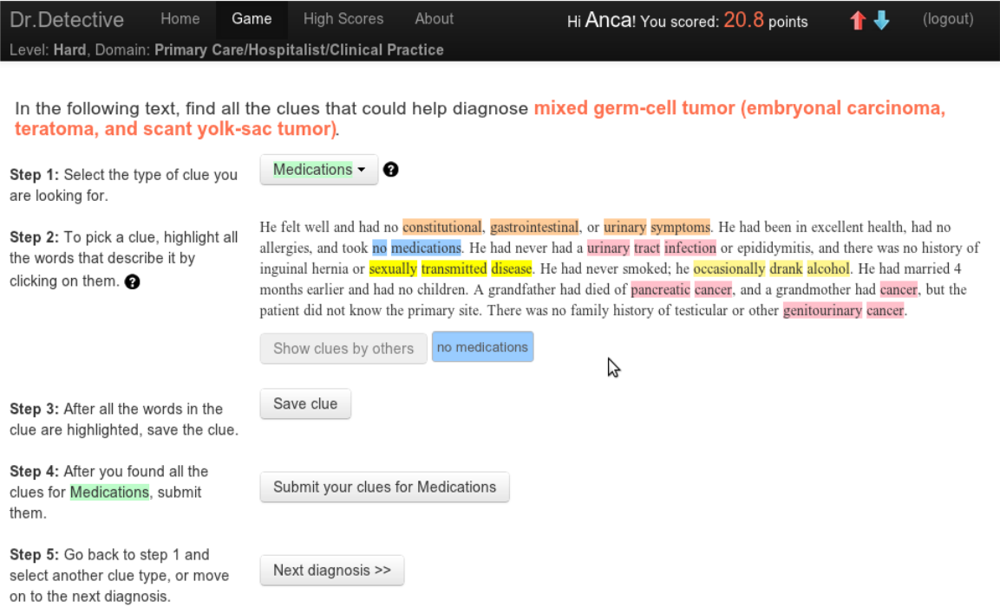 Dr.Detective Home Game High Scores About Hi Anca! You scored: 20.8 points (logout)
Level: Hard, Domain: Primary Care/Hospitalist/Clinical Practice
In the following text, find all the clues that could help diagnose mixed germ-cell tumor (embryonal carcinoma,
teratoma, and scant yolk-sac tumor).
Step 1: Select the type of clue you
are looking for.
Medications ?
Step 2: To pick a clue, highlight all
the words that describe it by
clicking on them. ?
He felt well and had no constitutional, gastrointestinal, or urinary symptoms. He had been in excellent health, had no
allergies, and took no medications. He had never had a urinary tract infection or epididymitis, and there was no history of
inguinal hernia or sexually transmitted disease. He had never smoked; he occasionally drank alcohol. He had married 4
months earlier and had no children. A grandfather had died of pancreatic cancer, and a grandmother had cancer, but the
patient did not know the primary site. There was no family history of testicular or other genitourinary cancer.
Show clues by others no medications
Step 3: After all the words in the
clue are highlighted, save the clue.
Save clue
Step 4: After you found all the
clues for Medications, submit
them.
Submit your clues for Medications
Step 5: Go back to step 1 and
select another clue type, or move
on to the next diagnosis.
Next diagnosis >>